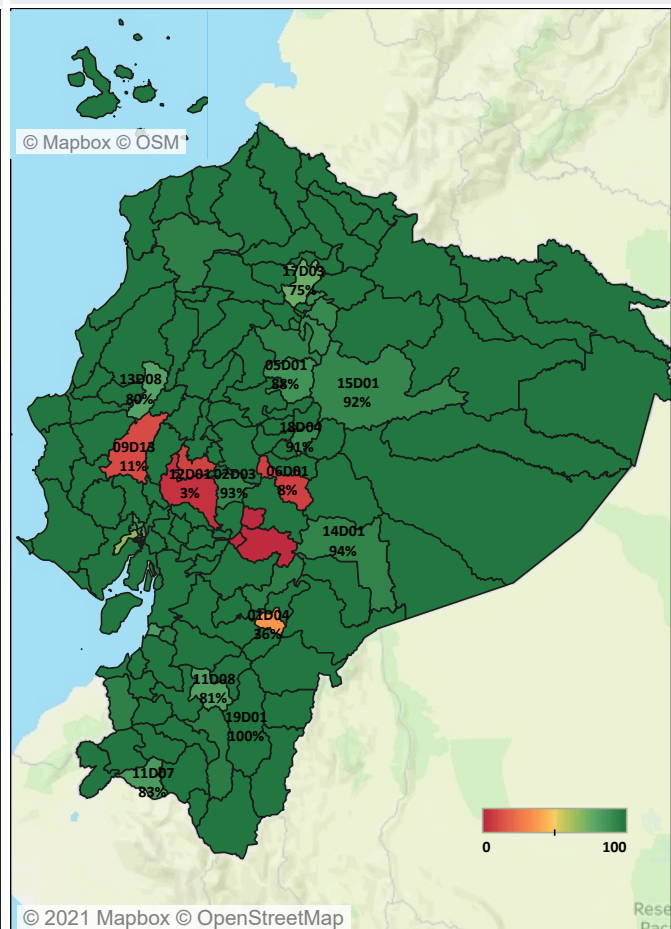 © Mapbox © OSM
17D03
75%
05D01
88%
13D08
80%
15D01
92%
18D04
91%
09D13
11%
12D01
3%
02D03
93%
06D01
8%
14D01
94%
01D04
36%
11D08
81%
19D01
100%
11D07
83%
0 100
© 2021 Mapbox © OpenStreetMap